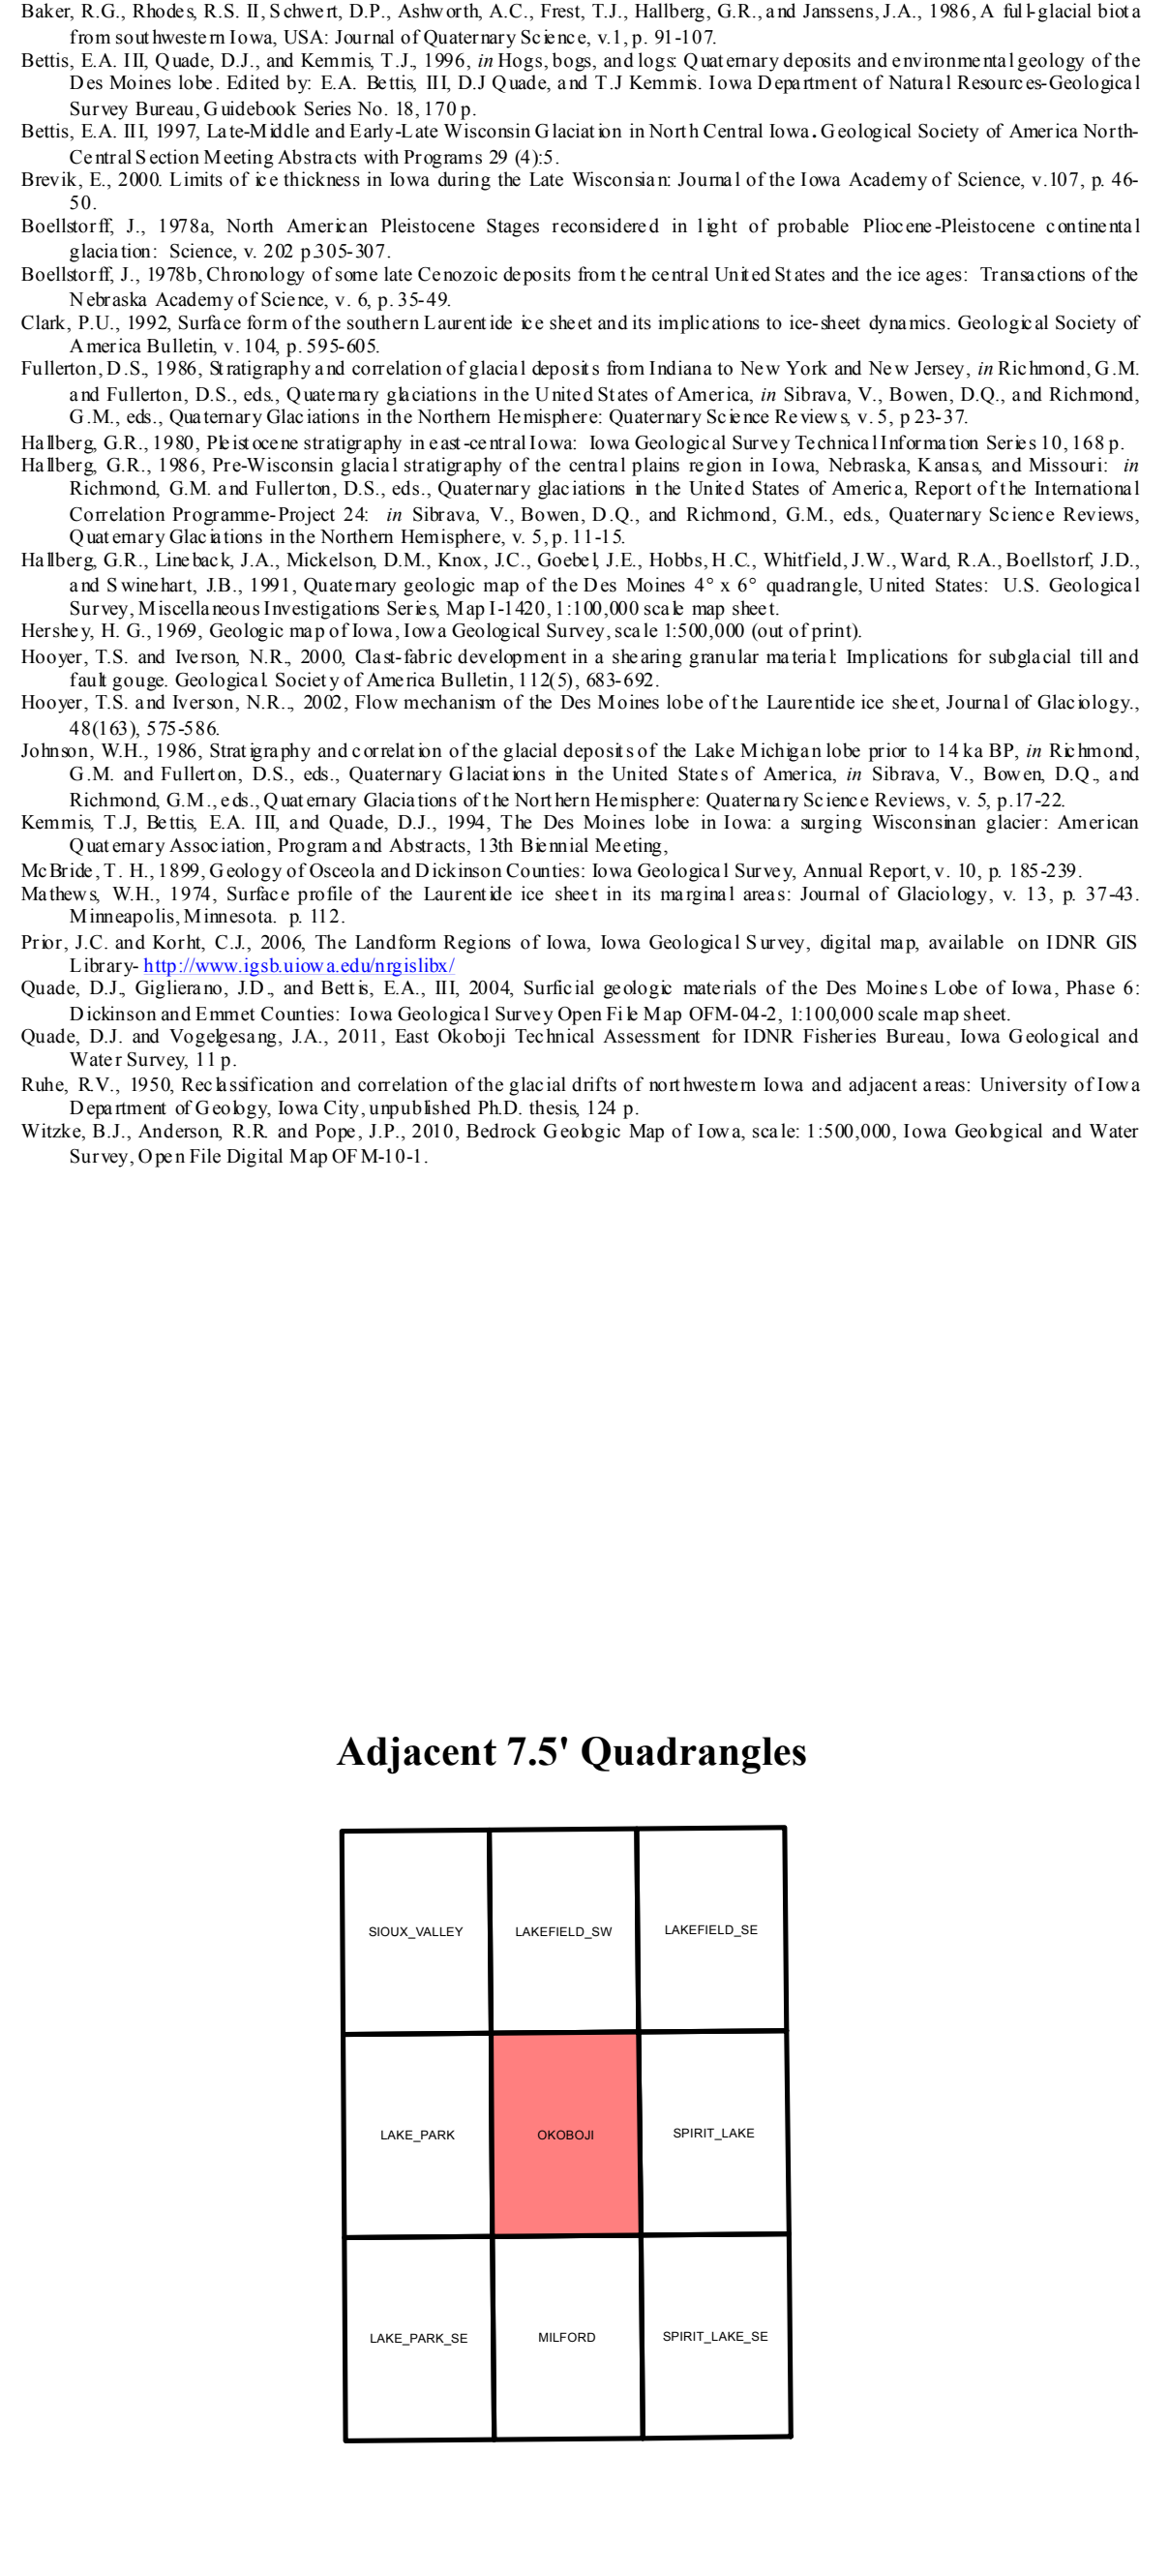 Baker, R.G., Rhodes, R.S. II, Schwert, D.P., Ashworth, A.C., Frest, T.J., Hallberg, G.R., and Janssens, J.A., 1986, A full-glacial biota
from southwestern Iowa, USA: Journal of Quaternary Science, v.1, p. 91-107.
Bettis, E.A. III, Quade, D.J., and Kemmis, T.J., 1996, in Hogs, bogs, and logs: Quaternary deposits and environmental geology of the
Des Moines lobe. Edited by: E.A. Bettis, III, D.J Quade, and T.J Kemmis. Iowa Department of Natural Resources-Geological
Survey Bureau, Guidebook Series No. 18, 170 p.
Bettis, E.A. III, 1997, Late-Middle and Early-Late Wisconsin Glaciation in North Central Iowa. Geological Society of America North-
Central Section Meeting Abstracts with Programs 29 (4):5.
Brevik, E., 2000. Limits of ice thickness in Iowa during the Late Wisconsian: Journal of the Iowa Academy of Science, v.107, p. 46-
50.
Boellstorff, J., 1978a, North American Pleistocene Stages reconsidered in light of probable Pliocene-Pleistocene continental
glaciation: Science, v. 202 p.305-307.
Boellstorff, J., 1978b, Chronology of some late Cenozoic deposits from the central United States and the ice ages: Transactions of the
Nebraska Academy of Science, v. 6, p. 35-49.
Clark, P.U., 1992, Surface form of the southern Laurentide ice sheet and its implications to ice-sheet dynamics. Geological Society of
America Bulletin, v. 104, p. 595-605.
Fullerton, D.S., 1986, Stratigraphy and correlation of glacial deposits from Indiana to New York and New Jersey, in Richmond, G.M.
and Fullerton, D.S., eds., Quaternary glaciations in the United States of America, in Sibrava, V., Bowen, D.Q., and Richmond,
G.M., eds., Quaternary Glaciations in the Northern Hemisphere: Quaternary Science Reviews, v. 5, p 23-37.
Hallberg, G.R., 1980, Pleistocene stratigraphy in east-central Iowa: Iowa Geological Survey Technical Information Series 10, 168 p.
Hallberg, G.R., 1986, Pre-Wisconsin glacial stratigraphy of the central plains region in Iowa, Nebraska, Kansas, and Missouri: in
Richmond, G.M. and Fullerton, D.S., eds., Quaternary glaciations in the United States of America, Report of the International
Correlation Programme-Project 24: in Sibrava, V., Bowen, D.Q., and Richmond, G.M., eds., Quaternary Science Reviews,
Quaternary Glaciations in the Northern Hemisphere, v. 5, p. 11-15.
Hallberg, G.R., Lineback, J.A., Mickelson, D.M., Knox, J.C., Goebel, J.E., Hobbs, H.C., Whitfield, J.W., Ward, R.A., Boellstorf, J.D.,
and Swinehart, J.B., 1991, Quaternary geologic map of the Des Moines 4° x 6° quadrangle, United States: U.S. Geological
Survey, Miscellaneous Investigations Series, Map I-1420, 1:100,000 scale map sheet.
Hershey, H. G., 1969, Geologic map of Iowa, Iowa Geological Survey, scale 1:500,000 (out of print).
Hooyer, T.S. and Iverson, N.R., 2000, Clast-fabric development in a shearing granular material: Implications for subglacial till and
fault gouge. Geological. Society of America Bulletin, 112(5), 683-692.
Hooyer, T.S. and Iverson, N.R.., 2002, Flow mechanism of the Des Moines lobe of the Laurentide ice sheet, Journal of Glaciology.,
48(163), 575-586.
Johnson, W.H., 1986, Stratigraphy and correlation of the glacial deposits of the Lake Michigan lobe prior to 14 ka BP, in Richmond,
G.M. and Fullerton, D.S., eds., Quaternary Glaciations in the United States of America, in Sibrava, V., Bowen, D.Q., and
Richmond, G.M., eds., Quaternary Glaciations of the Northern Hemisphere: Quaternary Science Reviews, v. 5, p.17-22.
Kemmis, T.J, Bettis, E.A. III, and Quade, D.J., 1994, The Des Moines lobe in Iowa: a surging Wisconsinan glacier: American
Quaternary Association, Program and Abstracts, 13th Biennial Meeting,
McBride, T. H., 1899, Geology of Osceola and Dickinson Counties: Iowa Geological Survey, Annual Report, v. 10, p. 185-239.
Mathews, W.H., 1974, Surface profile of the Laurentide ice sheet in its marginal areas: Journal of Glaciology, v. 13, p. 37-43.
Minneapolis, Minnesota. p. 112.
Prior, J.C. and Korht, C.J., 2006, The Landform Regions of Iowa, Iowa Geological Survey, digital map, available on IDNR GIS
Library- http://www.igsb.uiowa.edu/nrgislibx/
Quade, D.J., Giglierano, J.D., and Bettis, E.A., III, 2004, Surficial geologic materials of the Des Moines Lobe of Iowa, Phase 6:
Dickinson and Emmet Counties: Iowa Geological Survey Open File Map OFM-04-2, 1:100,000 scale map sheet.
Quade, D.J. and Vogelgesang, J.A., 2011, East Okoboji Technical Assessment for IDNR Fisheries Bureau, Iowa Geological and
Water Survey, 11 p.
Ruhe, R.V., 1950, Reclassification and correlation of the glacial drifts of northwestern Iowa and adjacent areas: University of Iowa
Department of Geology, Iowa City, unpublished Ph.D. thesis, 124 p.
Witzke, B.J., Anderson, R.R. and Pope, J.P., 2010, Bedrock Geologic Map of Iowa, scale: 1:500,000, Iowa Geological and Water
Survey, Open File Digital Map OFM-10-1.
Adjacent 7.5' Quadrangles
SIOUX_VALLEY LAKEFIELD_SW LAKEFIELD_SE
LAKE_PARK OKOBOJI SPIRIT_LAKE
LAKE_PARK_SE MILFORD SPIRIT_LAKE_SE